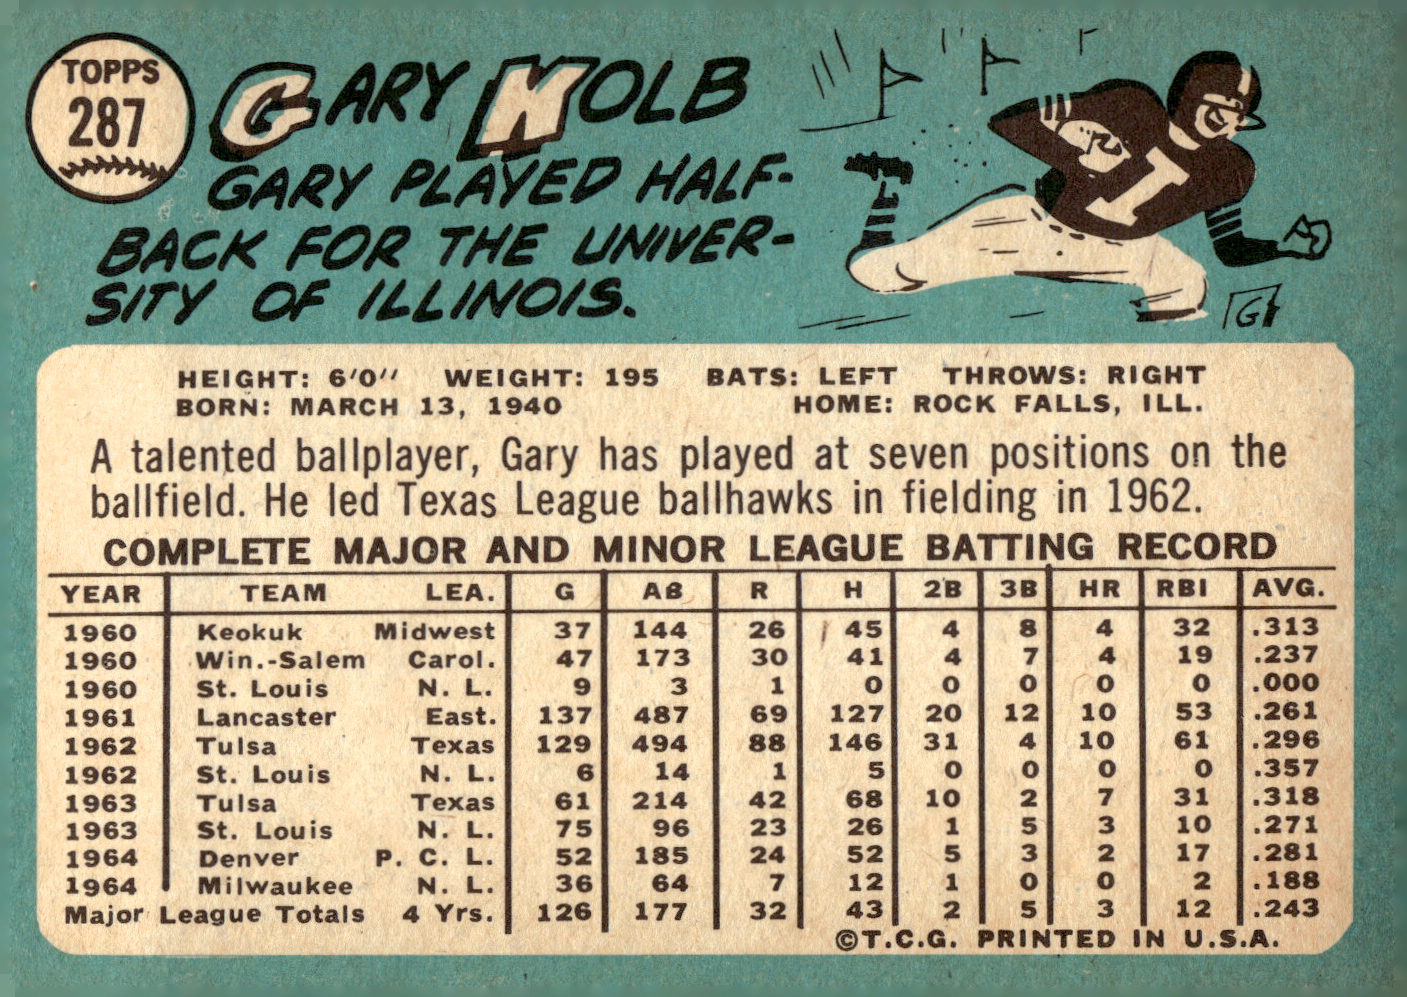 TOPPS
287
GARY KOLB
GARY PLAYED HALF-
BACK FOR THE UNIVER-
SITY OF ILLINOIS.
1
G
HEIGHT: 6'0" WEIGHT: 195 BATS: LEFT THROWS: RIGHT
BORN: MARCH 13, 1940 HOME: ROCK FALLS, ILL.
A talented ballplayer, Gary has played at seven positions on the
ballfield. He led Texas League ballhawks in fielding in 1962.
COMPLETE MAJOR AND MINOR LEAGUE BATTING RECORD
YEAR TEAM LEA. G AB R H 2B 3B HR RBI AVG.
1960 Keokuk Midwest 37 144 26 45 4 8 4 32 .313
1960 Win.-Salem Carol. 47 173 30 41 4 7 4 19 .237
1960 St. Louis N. L. 9 3 1 0 0 0 0 0 .000
1961 Lancaster East. 137 487 69 127 20 12 10 53 .261
1962 Tulsa Texas 129 494 88 146 31 4 10 61 .296
1962 St. Louis N. L. 6 14 1 5 0 0 0 0 .357
1963 Tulsa Texas 61 214 42 68 10 2 7 31 .318
1963 St. Louis N. L. 75 96 23 26 1 5 3 10 .271
1964 Denver P. C. L. 52 185 24 52 5 3 2 17 .281
1964 Milwaukee N. L. 36 64 7 12 1 0 0 2 .188
Major League Totals 4 Yrs. 126 177 32 43 2 5 3 12 .243
©T.C.G. PRINTED IN U.S.A.